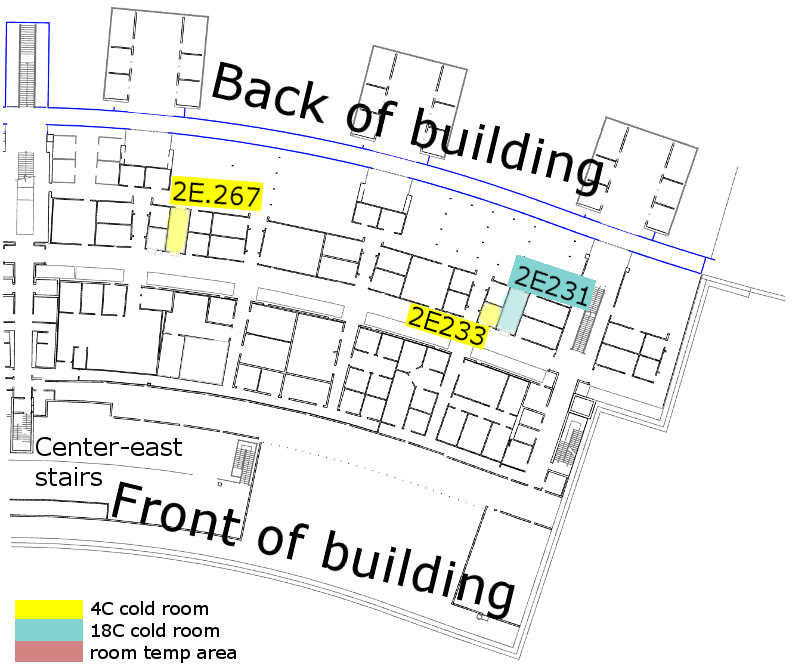 Back of building
2E.267
2E231
2E233
Center-east
stairs
Front of building
4C cold room
18C cold room
room temp area